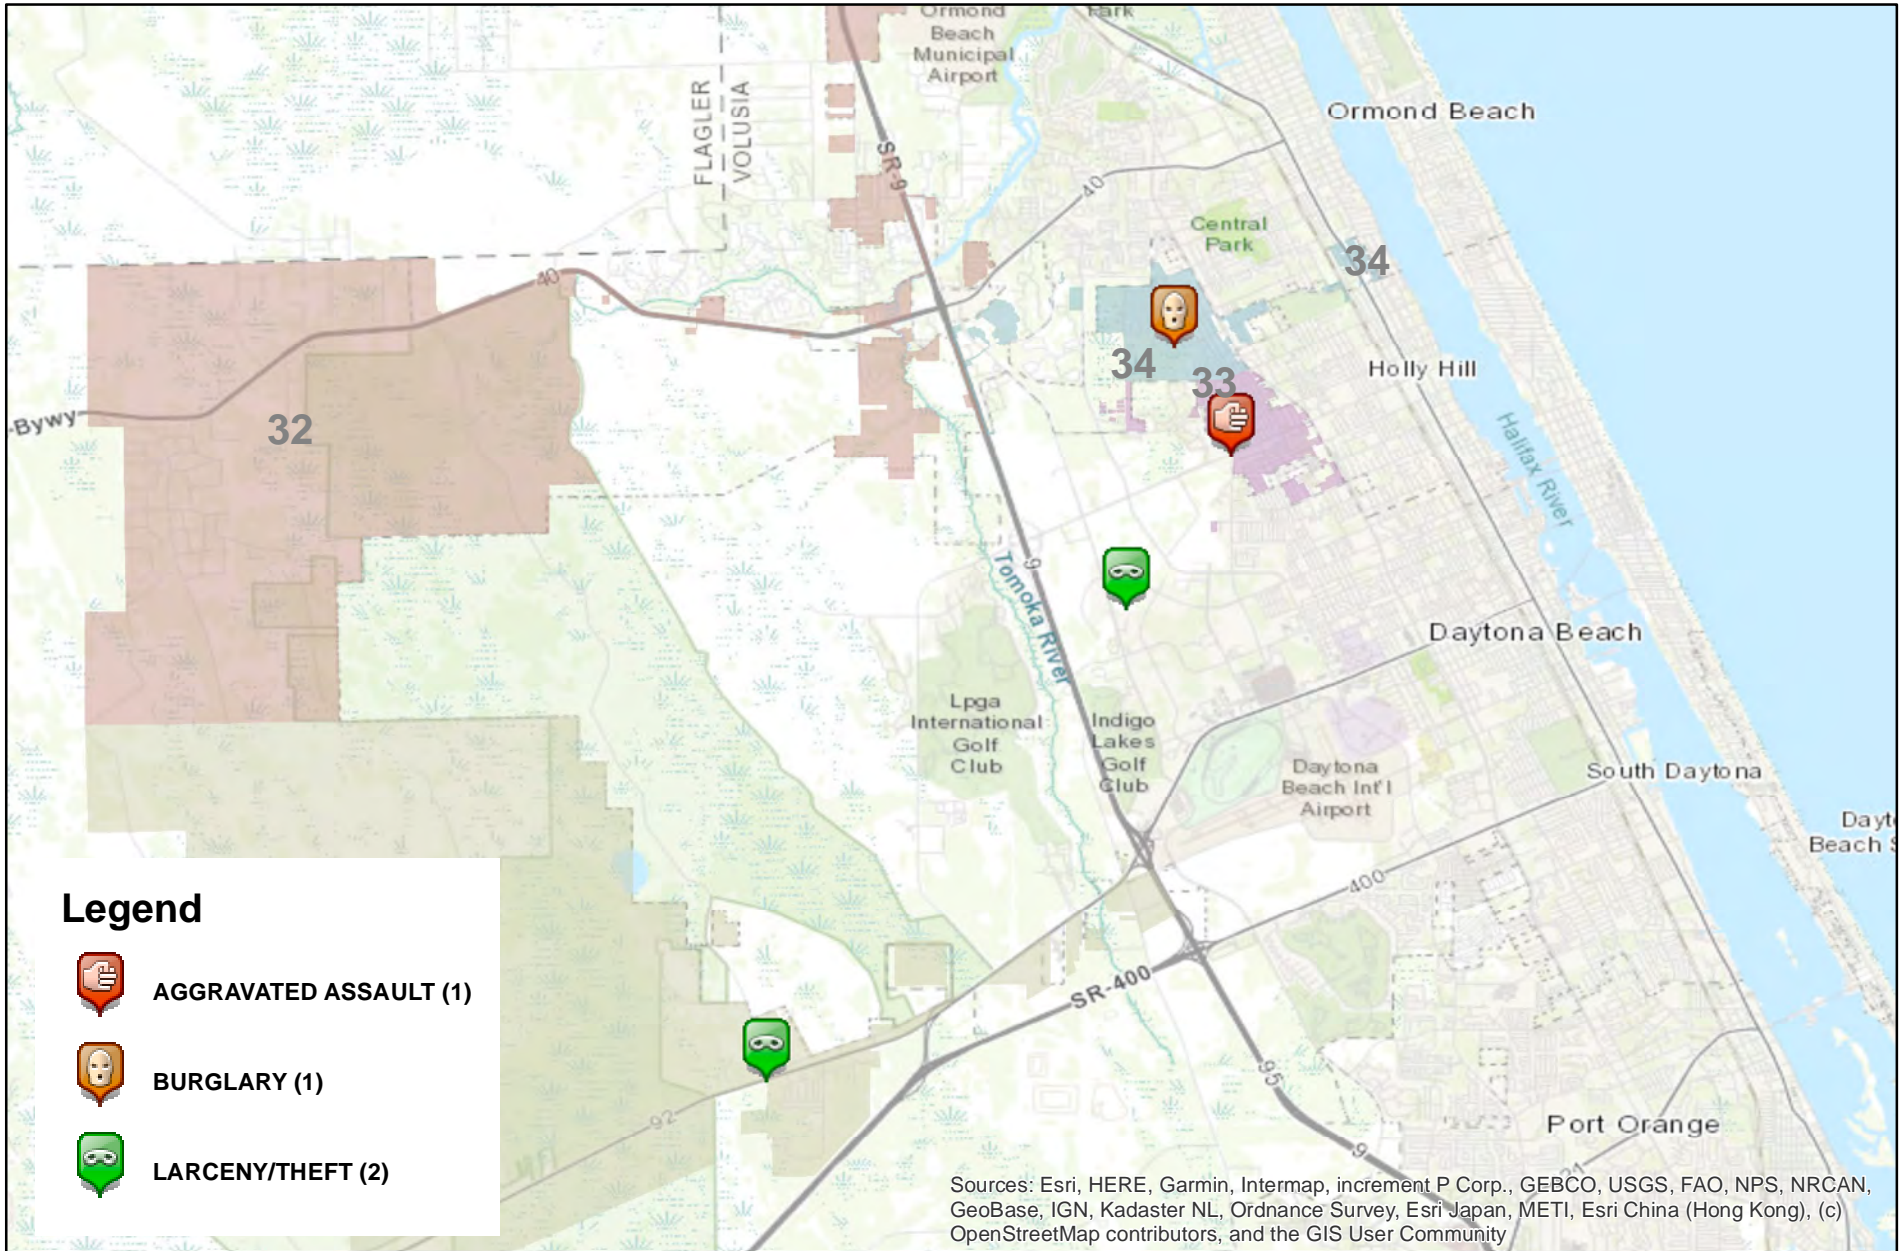 Ormond
Beach
Municipal
Airport
Park
FLAGLER
VOLUSIA
SR-9
Ormond Beach
40
Central
Park
34
40
34
33
Holly Hill
-Bywy
32
Halifax River
9
Tomoka River
Daytona Beach
Lpga
International
Golf
Club
Indigo
Lakes
Golf
Club
Daytona
Beach Int'l
Airport
South Daytona
Dayt
Beach S
400
SR-400
95
92
9
Port Orange
21
Legend
AGGRAVATED ASSAULT (1)
BURGLARY (1)
LARCENY/THEFT (2)
Sources: Esri, HERE, Garmin, Intermap, increment P Corp., GEBCO, USGS, FAO, NPS, NRCAN,
GeoBase, IGN, Kadaster NL, Ordnance Survey, Esri Japan, METI, Esri China (Hong Kong), (c)
OpenStreetMap contributors, and the GIS User Community